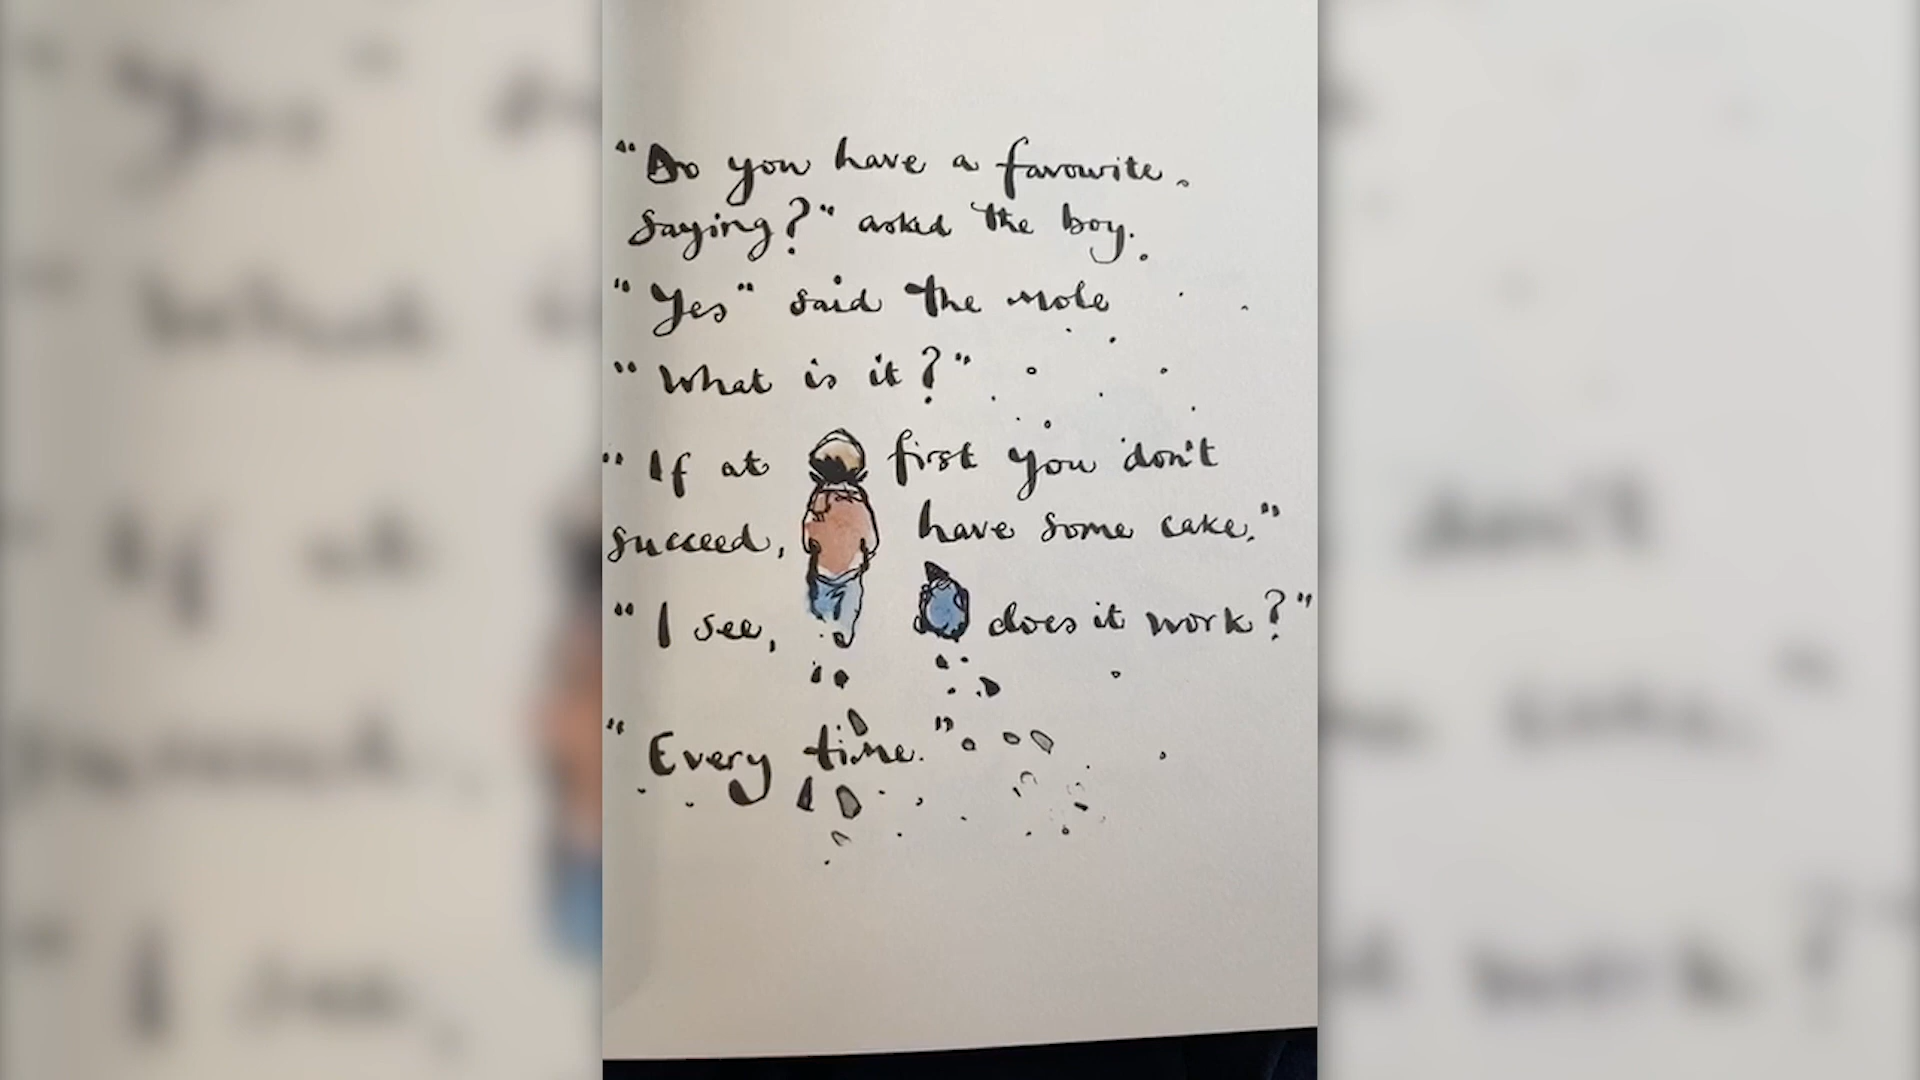 "Do you have a favourite
saying?" asked the boy.
"Yes" said the mole
"What is it?"
"If at first you don't
succeed, have some cake."
"I see, does it work?"
"Every time."